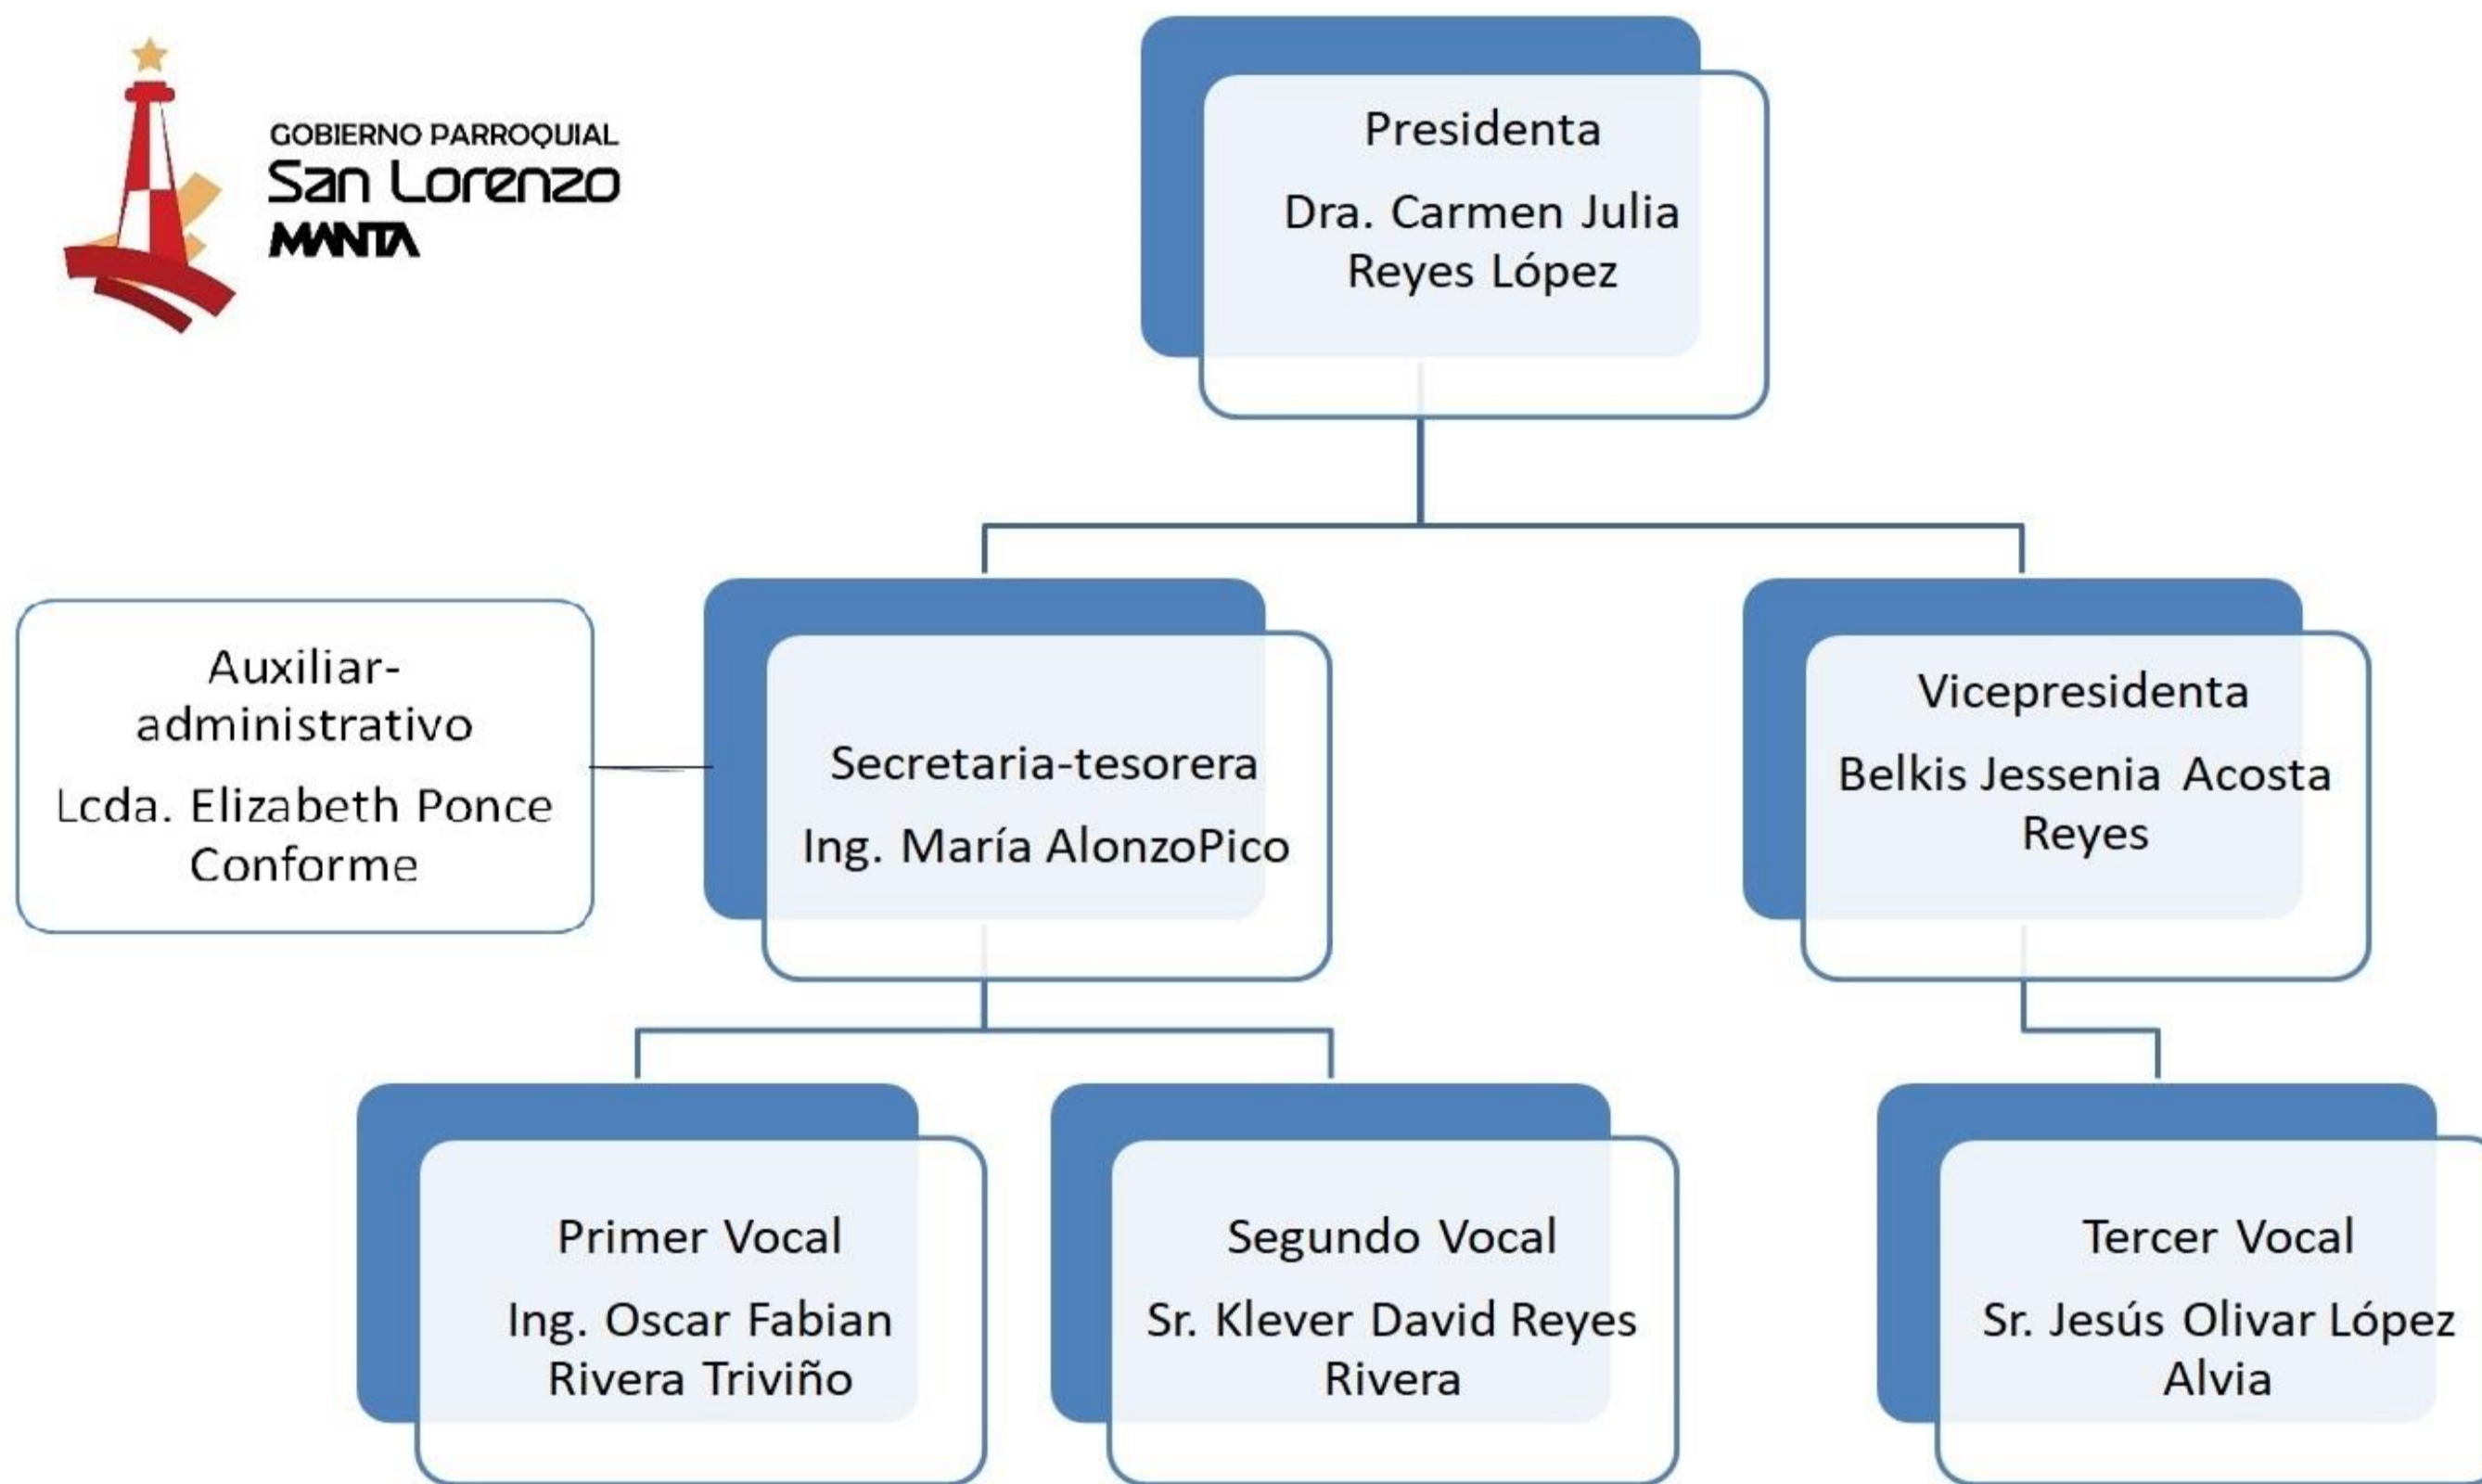 GOBIERNO PARROQUIAL
San Lorenzo
MANTA
Presidenta
Dra. Carmen Julia
Reyes López
Auxiliar-
administrativo
Lcda. Elizabeth Ponce
Conforme
Secretaria-tesorera
Ing. María AlonzoPico
Vicepresidenta
Belkis Jessenia Acosta
Reyes
Primer Vocal
Ing. Oscar Fabian
Rivera Triviño
Segundo Vocal
Sr. Klever David Reyes
Rivera
Tercer Vocal
Sr. Jesús Olivar López
Alvia